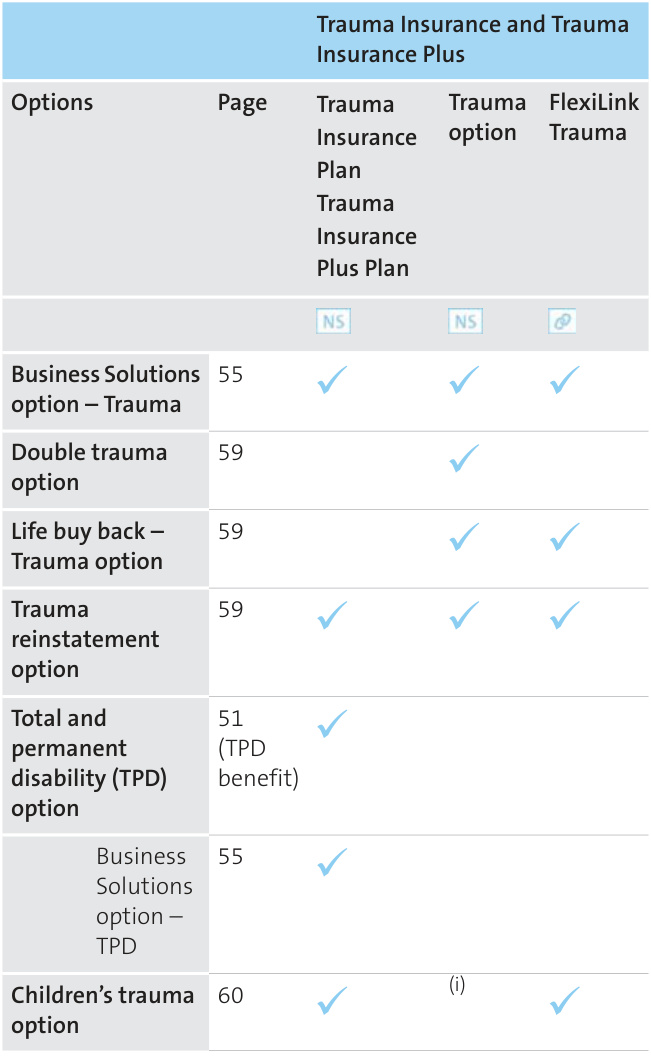 Trauma Insurance and Trauma
Insurance Plus
Options
Page
Trauma
Insurance
Plan
Trauma
Insurance
Plus Plan
Trauma
option
FlexiLink
Trauma
NS
NS
Business Solutions
option – Trauma
55
Double trauma
option
59
Life buy back –
Trauma option
59
Trauma
reinstatement
option
59
Total and
permanent
disability (TPD)
option
51
(TPD
benefit)
Business
Solutions
option –
TPD
55
Children’s trauma
option
60
(i)